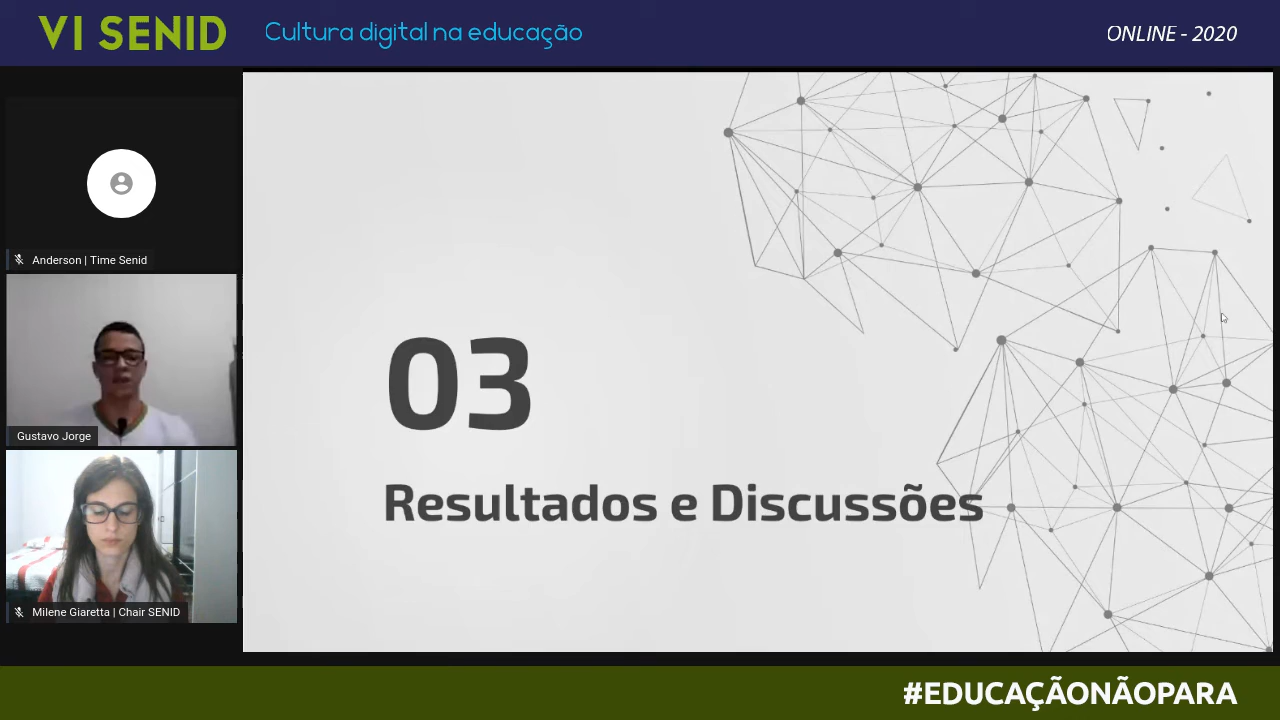 VI SENID
Cultura digital na educação
ONLINE - 2020
Anderson | Time Senid
Gustavo Jorge
Milene Giaretta | Chair SENID
03
Resultados e Discussões
#EDUCAÇÃONÃOPARA